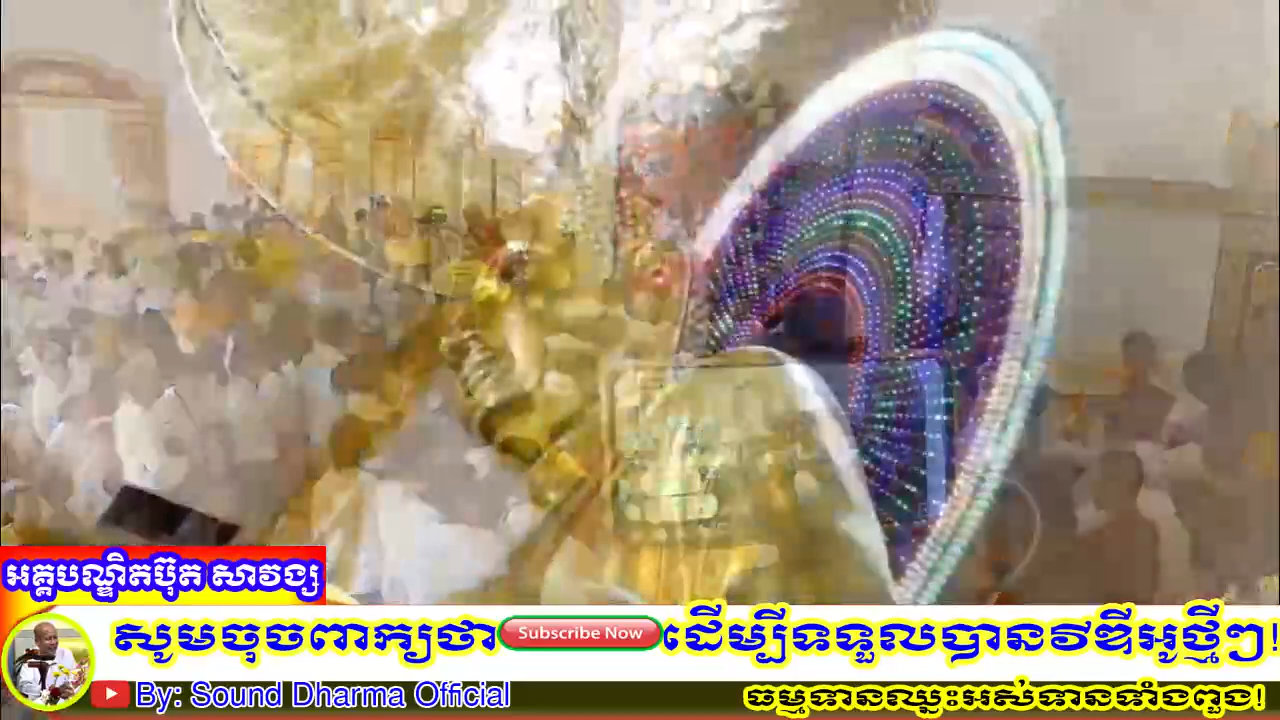 អគ្គបណ្ឌិតប៊ុត សាវង្ស
សូមចុចពាក្យថា Subscribe Now ដើម្បីទទួលបានវីឌីអូថ្មីៗ!
By: Sound Dharma Official
ធម្មទានឈ្នះអស់ទានទាំងពួង!